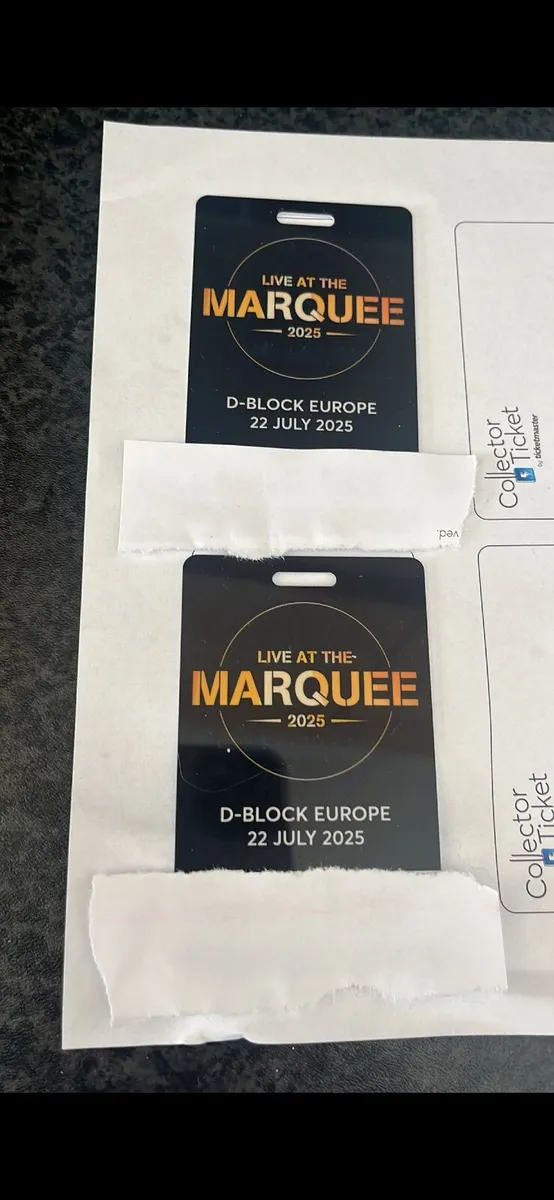 LIVE AT THE
MARQUEE
2025
D-BLOCK EUROPE
22 JULY 2025
Collector
Ticket
by ticketmaster
ved.
LIVE AT THE
MARQUEE
2025
D-BLOCK EUROPE
22 JULY 2025
Collector
Ticket